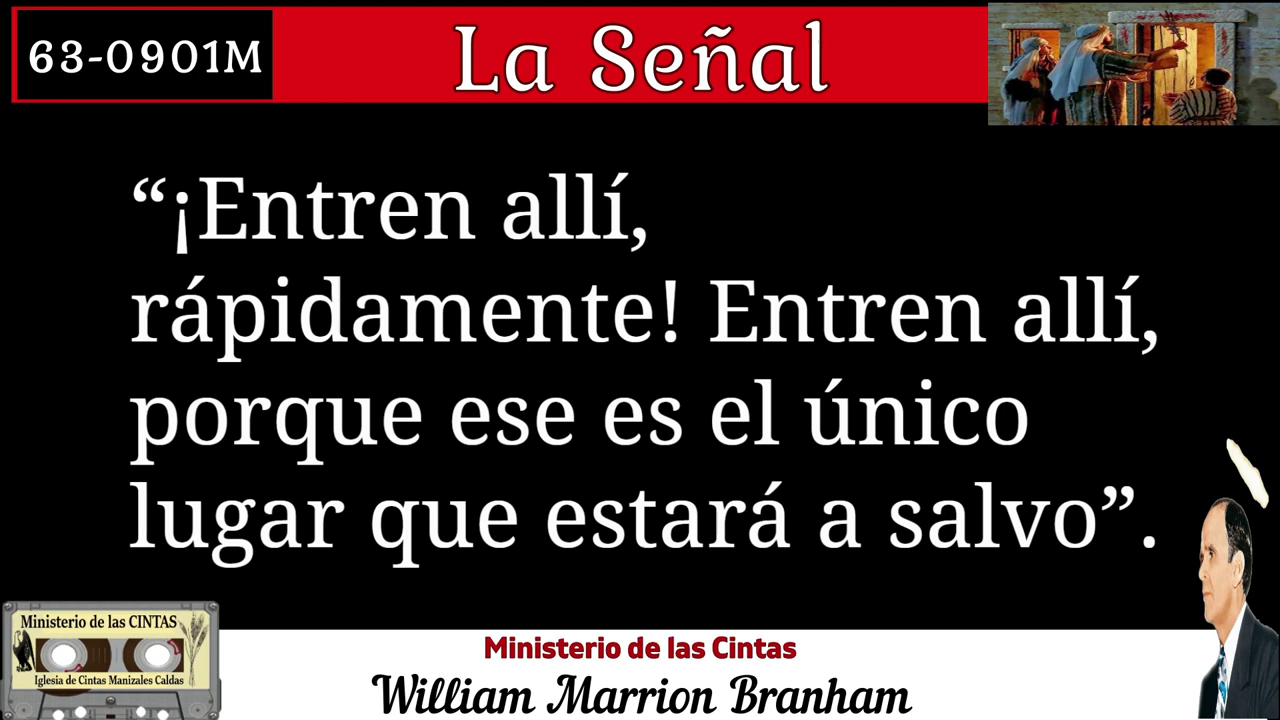 63-0901M
La Señal
“¡Entren allí,
rápidamente! Entren allí,
porque ese es el único
lugar que estará a salvo”.
Ministerio de las CINTAS
Iglesia de Cintas Manizales Caldas
Ministerio de las Cintas
William Marrion Branham